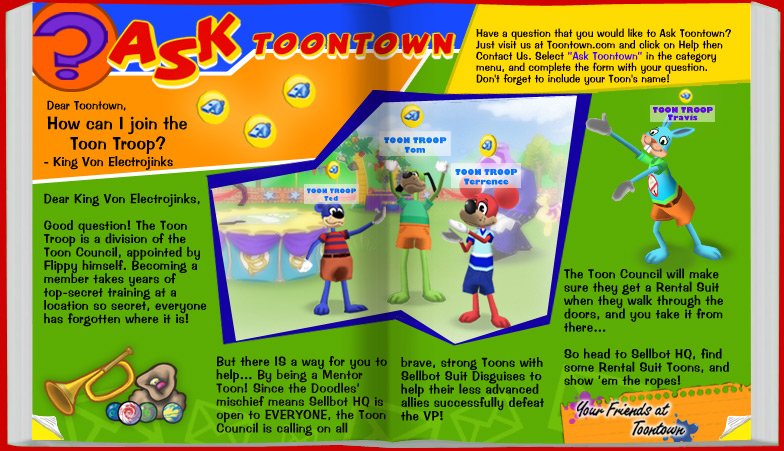 ASK TOONTOWN
Have a question that you would like to Ask Toontown?
Just visit us at Toontown.com and click on Help then
Contact Us. Select "Ask Toontown" in the category
menu, and complete the form with your question.
Don't forget to include your Toon's name!
Dear Toontown,
How can I join the
Toon Troop?
- King Von Electrojinks
Dear King Von Electrojinks,
Good question! The Toon
Troop is a division of the
Toon Council, appointed by
Flippy himself. Becoming a
member takes years of
top-secret training at a
location so secret, everyone
has forgotten where it is!
TOON TROOP
Ted
TOON TROOP
Tom
TOON TROOP
Terrence
TOON TROOP
Travis
But there IS a way for you to
help... By being a Mentor
Toon! Since the Doodles'
mischief means Sellbot HQ is
open to EVERYONE, the Toon
Council is calling on all
brave, strong Toons with
Sellbot Suit Disguises to
help their less advanced
allies successfully defeat
the VP!
The Toon Council will make
sure they get a Rental Suit
when they walk through the
doors, and you take it from
there...
So head to Sellbot HQ, find
some Rental Suit Toons, and
show 'em the ropes!
Your Friends at
Toontown